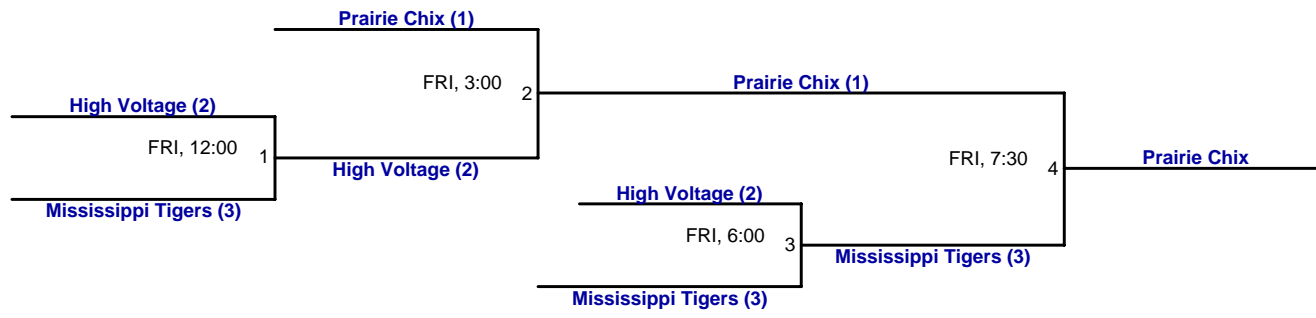 Prairie Chix (1)
FRI, 3:00
2
Prairie Chix (1)
High Voltage (2)
FRI, 12:00
1
High Voltage (2)
FRI, 7:30
4
Prairie Chix
Mississippi Tigers (3)
High Voltage (2)
FRI, 6:00
3
Mississippi Tigers (3)
Mississippi Tigers (3)